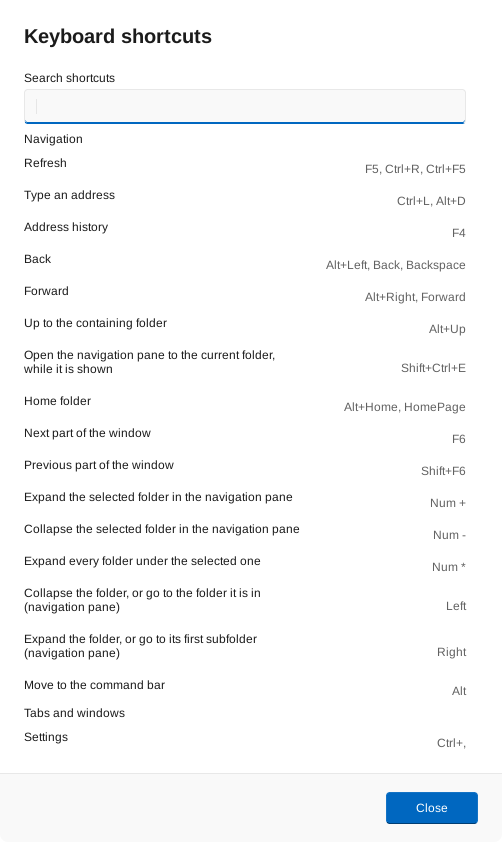 Keyboard shortcuts
Search shortcuts
Navigation
Refresh
F5, Ctrl+R, Ctrl+F5
Type an address
Ctrl+L, Alt+D
Address history
F4
Back
Alt+Left, Back, Backspace
Forward
Alt+Right, Forward
Up to the containing folder
Alt+Up
Open the navigation pane to the current folder,
while it is shown
Shift+Ctrl+E
Home folder
Alt+Home, HomePage
Next part of the window
F6
Previous part of the window
Shift+F6
Expand the selected folder in the navigation pane
Num +
Collapse the selected folder in the navigation pane
Num -
Expand every folder under the selected one
Num *
Collapse the folder, or go to the folder it is in
(navigation pane)
Left
Expand the folder, or go to its first subfolder
(navigation pane)
Right
Move to the command bar
Alt
Tabs and windows
Settings
Ctrl+,
Close